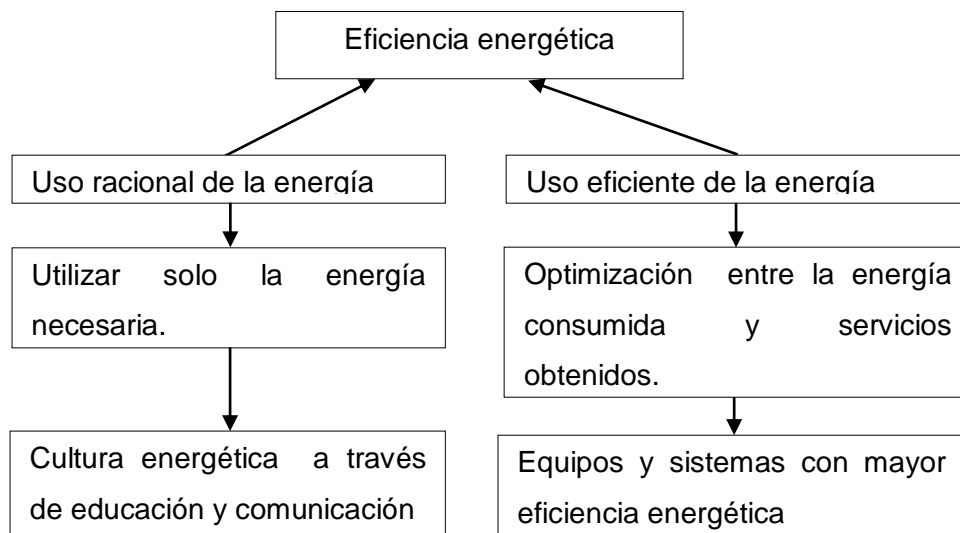 Eficiencia energética
Uso racional de la energía
Uso eficiente de la energía
Utilizar solo la energía
necesaria.
Optimización entre la energía
consumida y servicios
obtenidos.
Cultura energética a través
de educación y comunicación
Equipos y sistemas con mayor
eficiencia energética